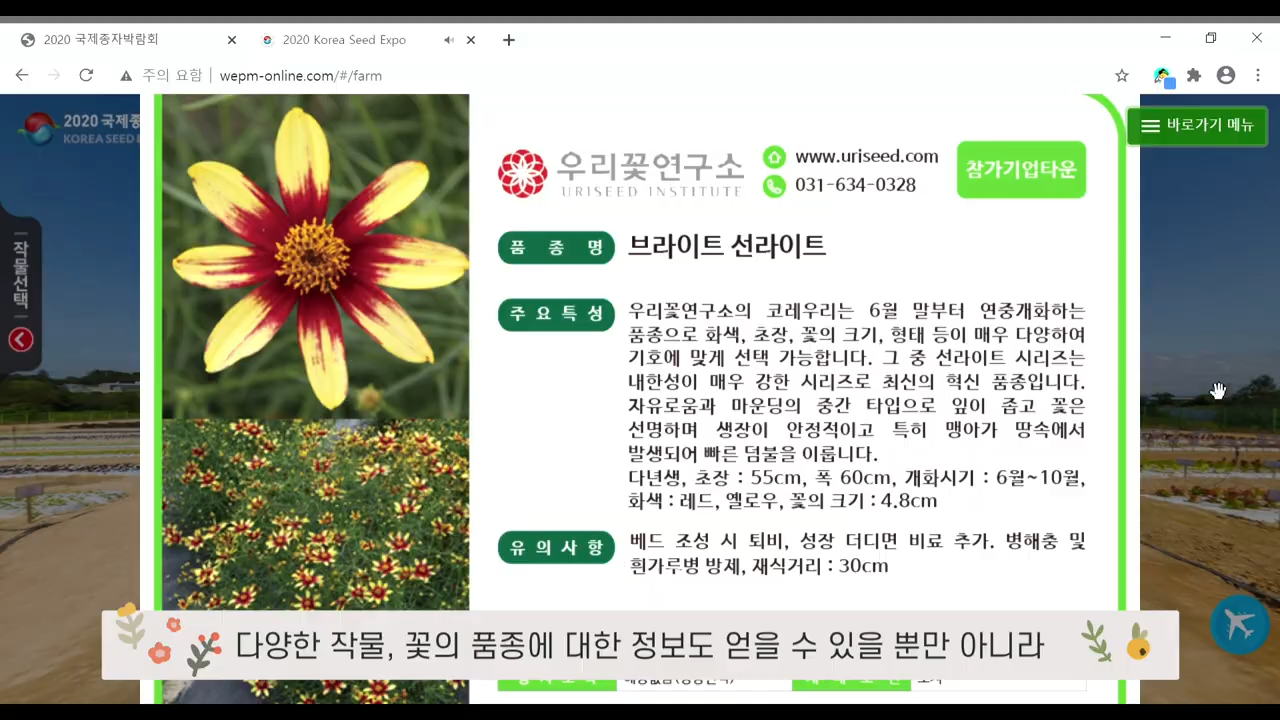 2020 국제종자박람회
2020 Korea Seed Expo
주의 요함
wepm-online.com/#/farm
2020 국제종
KOREA SEED
바로가기 메뉴
작물선택
우리꽃연구소
URISEED INSTITUTE
www.uriseed.com
031-634-0328
참가기업타운
품 종 명
브라이트 선라이트
주 요 특 성
우리꽃연구소의 코레우리는 6월 말부터 연중개화하는
품종으로 화색, 초장, 꽃의 크기, 형태 등이 매우 다양하여
기호에 맞게 선택 가능합니다. 그 중 선라이트 시리즈는
내한성이 매우 강한 시리즈로 최신의 혁신 품종입니다.
자유로움과 마운딩의 중간 타입으로 잎이 좁고 꽃은
선명하며 생장이 안정적이고 특히 맹아가 땅속에서
발생되어 빠른 덤불을 이룹니다.
다년생, 초장 : 55cm, 폭 60cm, 개화시기 : 6월~10월,
화색 : 레드, 옐로우, 꽃의 크기 : 4.8cm
유 의 사 항
베드 조성 시 퇴비, 성장 더디면 비료 추가. 병해충 및
흰가루병 방제, 재식거리 : 30cm
다양한 작물, 꽃의 품종에 대한 정보도 얻을 수 있을 뿐만 아니라